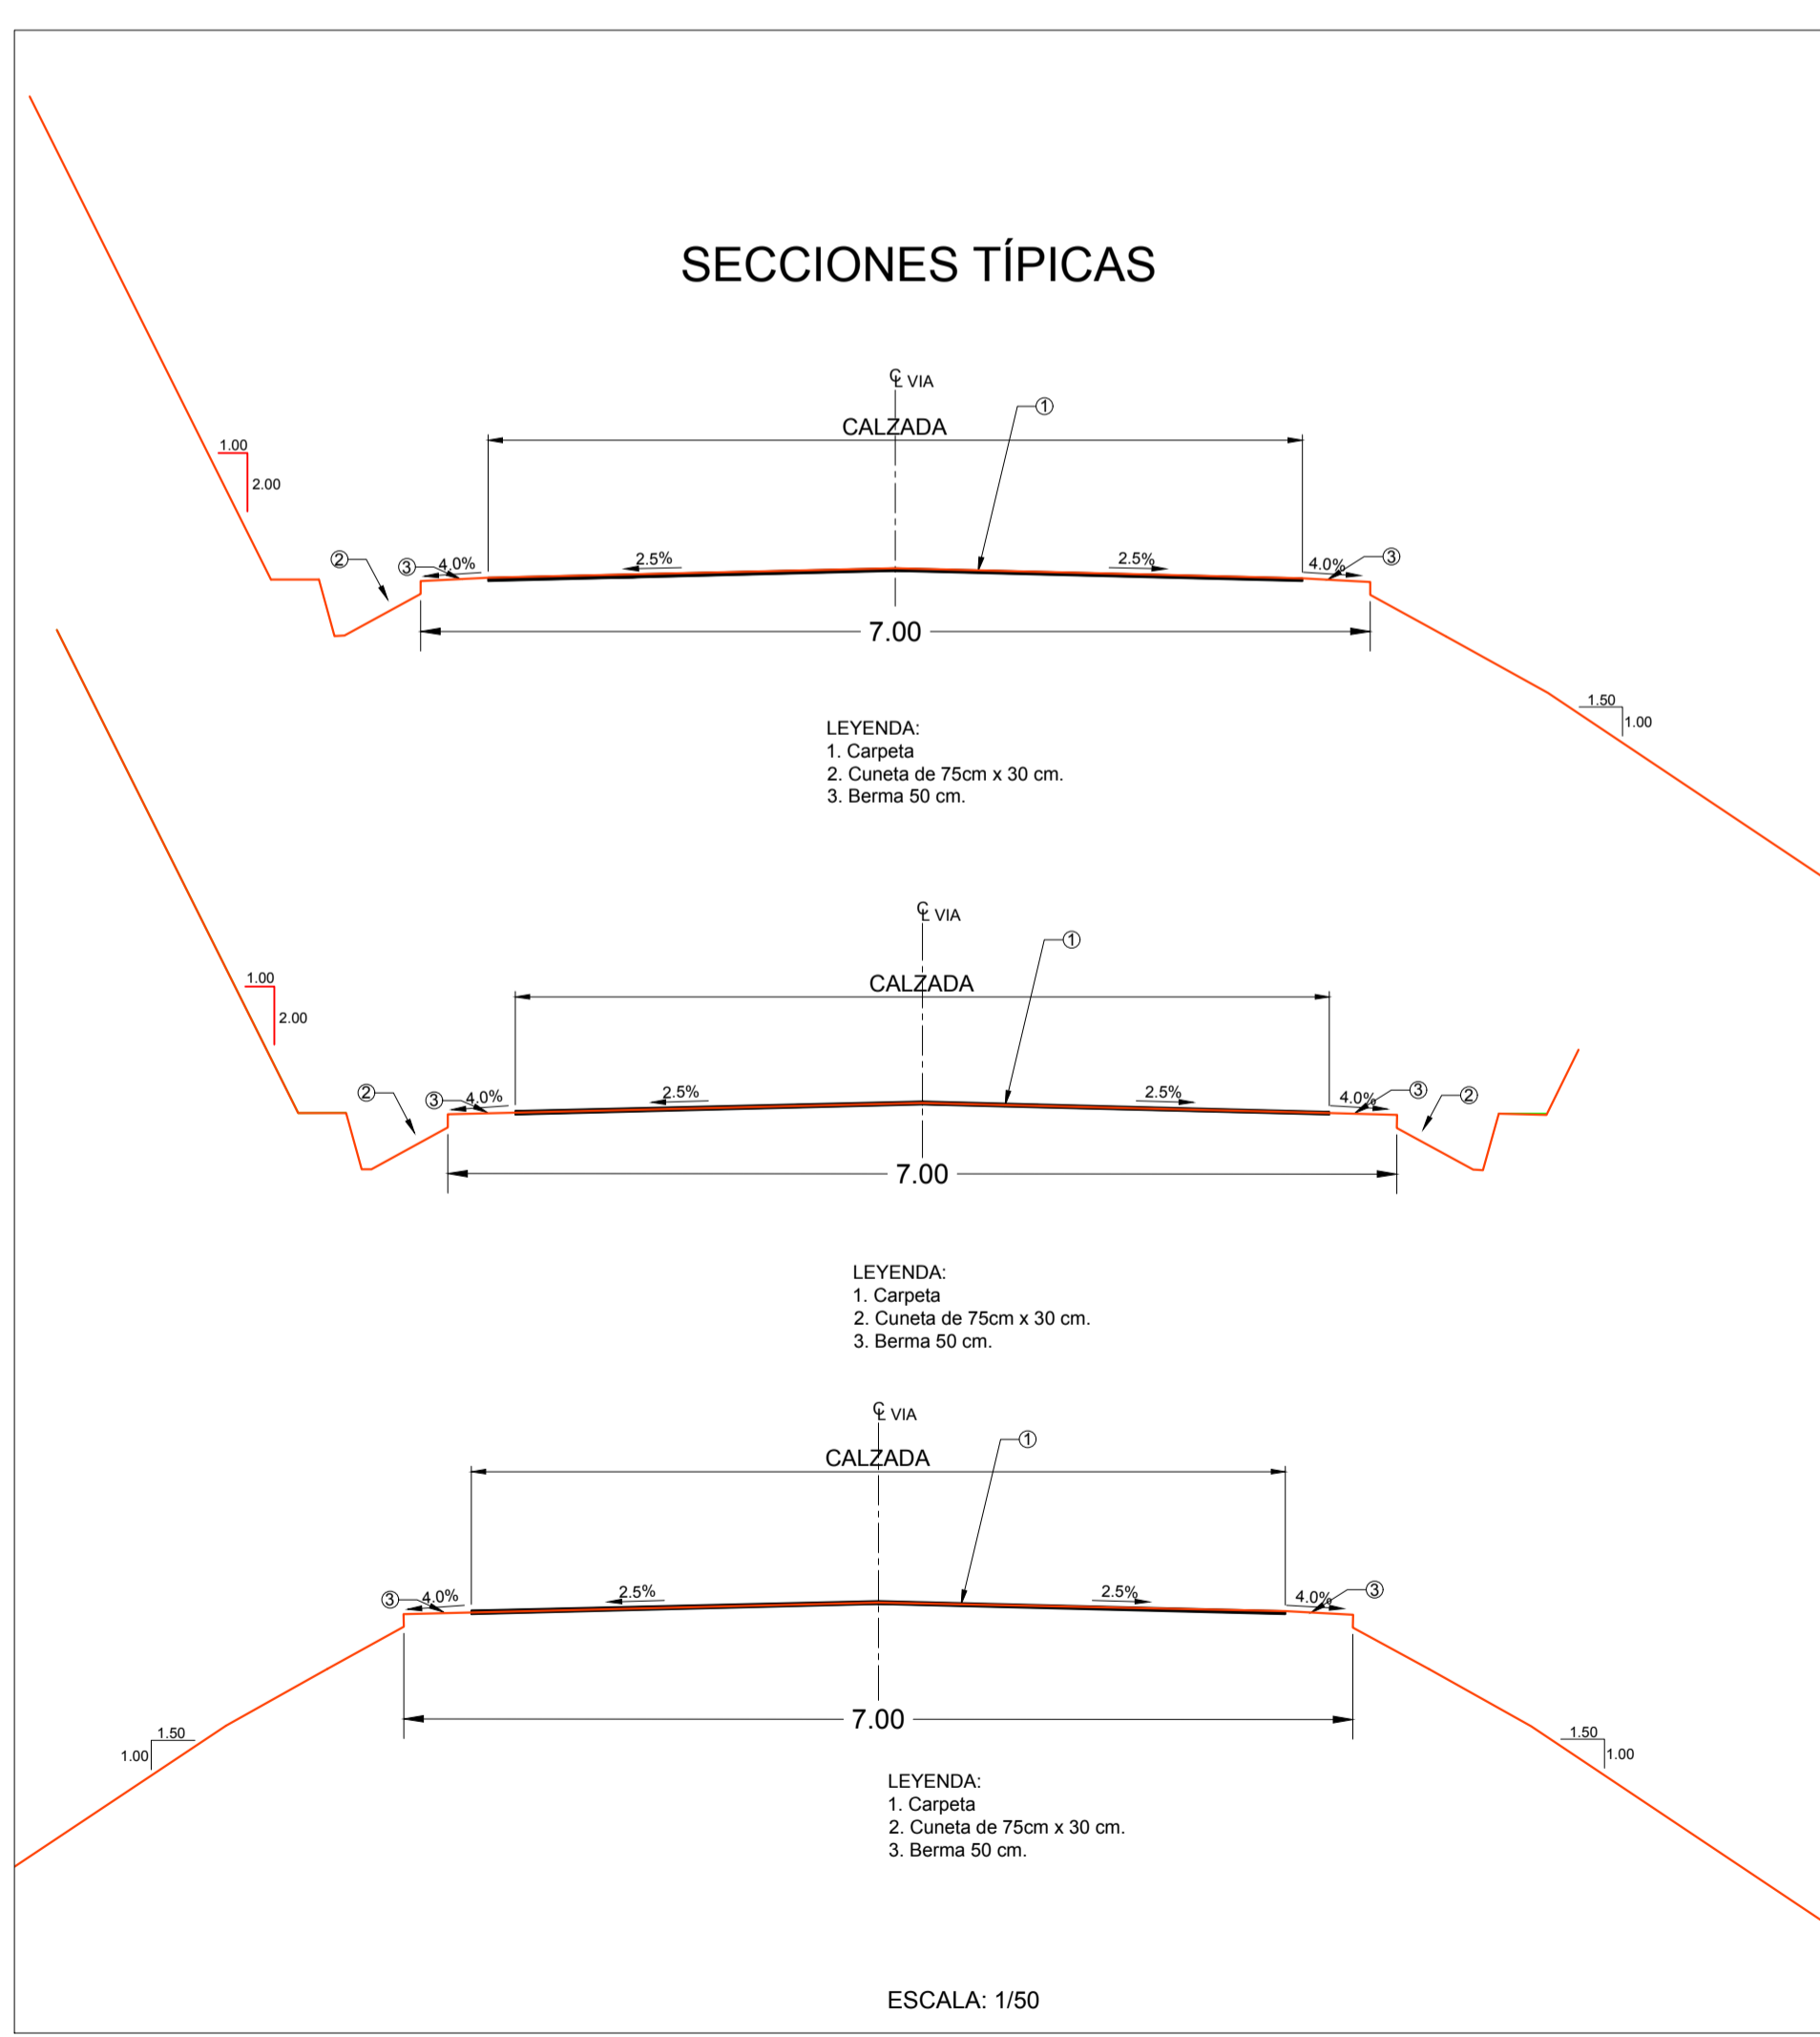 SECCIONES TÍPICAS
℄ VIA
1
CALZADA
1.00
2.00
2
3
4.0%
2.5%
2.5%
4.0%
3
7.00
1.50
1.00
LEYENDA:
1. Carpeta
2. Cuneta de 75cm x 30 cm.
3. Berma 50 cm.
℄ VIA
1
CALZADA
1.00
2.00
2
3
4.0%
2.5%
2.5%
4.0%
3
2
7.00
LEYENDA:
1. Carpeta
2. Cuneta de 75cm x 30 cm.
3. Berma 50 cm.
℄ VIA
1
CALZADA
3
4.0%
2.5%
2.5%
4.0%
3
7.00
1.50
1.00
1.50
1.00
LEYENDA:
1. Carpeta
2. Cuneta de 75cm x 30 cm.
3. Berma 50 cm.
ESCALA: 1/50